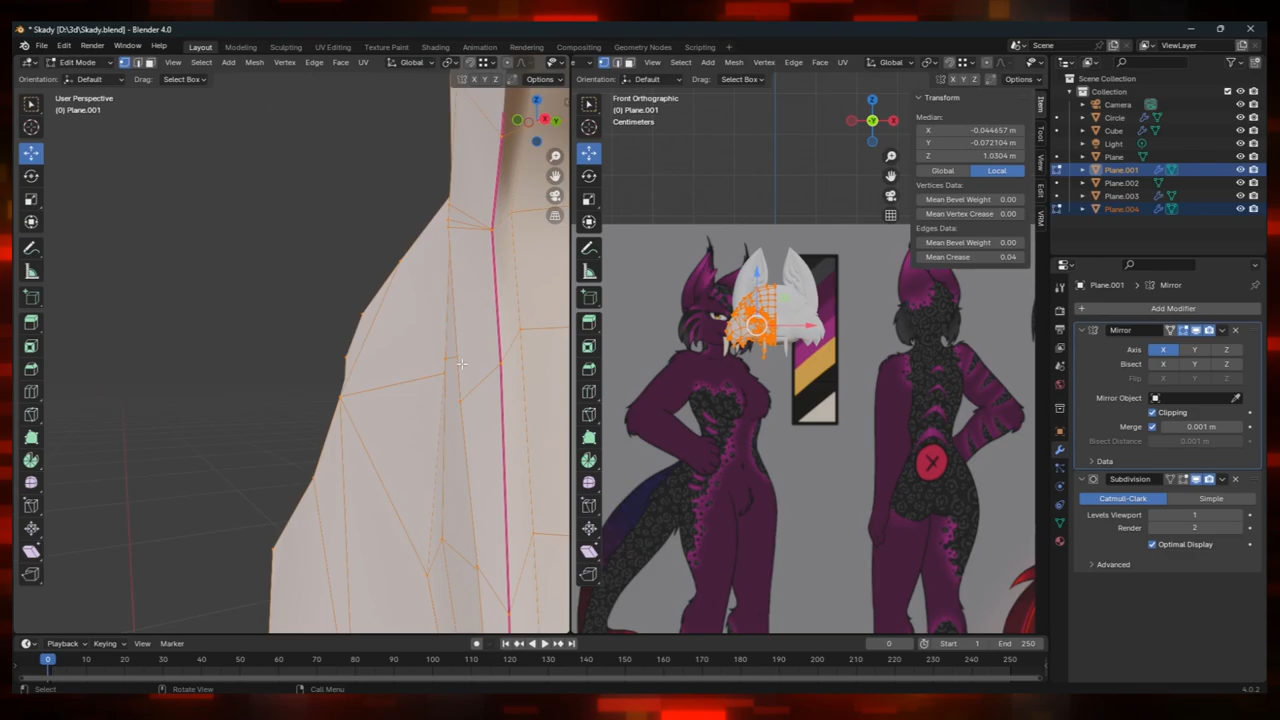 * Skady [D:\3d\Skady.blend] - Blender 4.0
File Edit Render Window Help
Layout Modeling Sculpting UV Editing Texture Paint Shading Animation Rendering Compositing Geometry Nodes Scripting +
Scene ViewLayer
Edit Mode View Select Add Mesh Vertex Edge Face UV Global
View Select Add Mesh Vertex Edge Face UV Global
Orientation: Default Drag: Select Box X Y Z Options
Orientation: Default Drag: Select Box X Y Z Options
User Perspective
(0) Plane.001
Front Orthographic
(0) Plane.001
Centimeters
Z
X
Y
Z
X
-Y
Transform
Median:
X -0.044657 m
Y -0.072104 m
Z 1.0304 m
Global Local
Vertices Data:
Mean Bevel Weight 0.00
Mean Vertex Crease 0.00
Edges Data:
Mean Bevel Weight 0.00
Mean Crease 0.04
Item
Tool
View
Edit
VRM
Scene Collection
Collection
Camera
Circle
Cube
Light
Plane
Plane.001
Plane.002
Plane.003
Plane.004
Plane.001 Mirror
Add Modifier
Mirror
Axis X Y Z
Bisect X Y Z
Flip X Y Z
Mirror Object
Clipping
Merge 0.001 m
Bisect Distance 0.001 m
Data
Subdivision
Catmull-Clark Simple
Levels Viewport 1
Render 2
Optimal Display
Advanced
Playback Keying View Marker
0 Start 1 End 250
0 10 20 30 40 50 60 70 80 90 100 110 120 130 140 150 160 170 180 190 200 210 220 230 240 250
Select Rotate View Call Menu 4.0.2